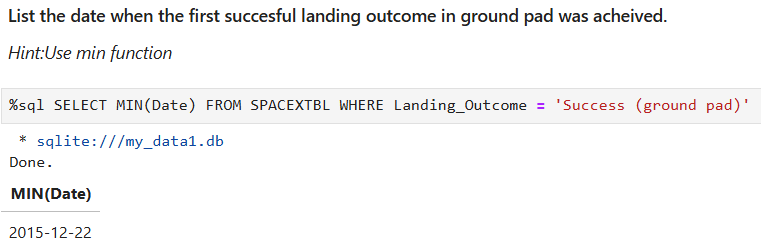 List the date when the first succesful landing outcome in ground pad was acheived.
Hint:Use min function
%sql SELECT MIN(Date) FROM SPACEXTBL WHERE Landing_Outcome = 'Success (ground pad)'
* sqlite:///my_data1.db
Done.
MIN(Date)
2015-12-22